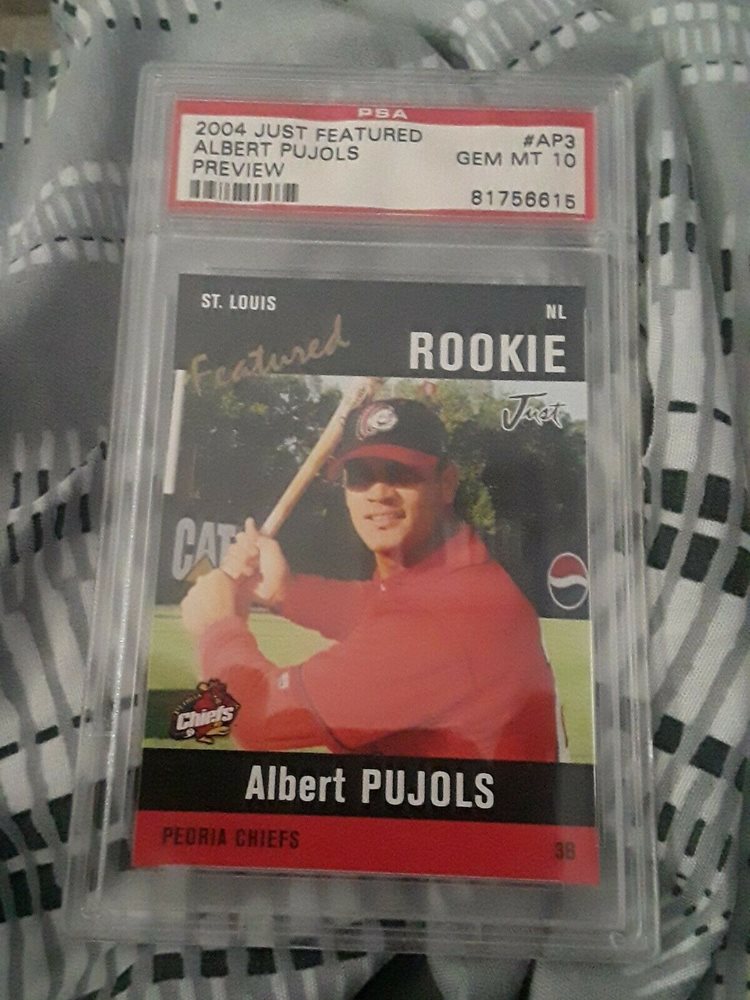 PSA
2004 JUST FEATURED #AP3
ALBERT PUJOLS GEM MT 10
PREVIEW
81756615
ST. LOUIS NL
Featured ROOKIE
Just
CAT
Chiefs
Albert PUJOLS
PEORIA CHIEFS 3B